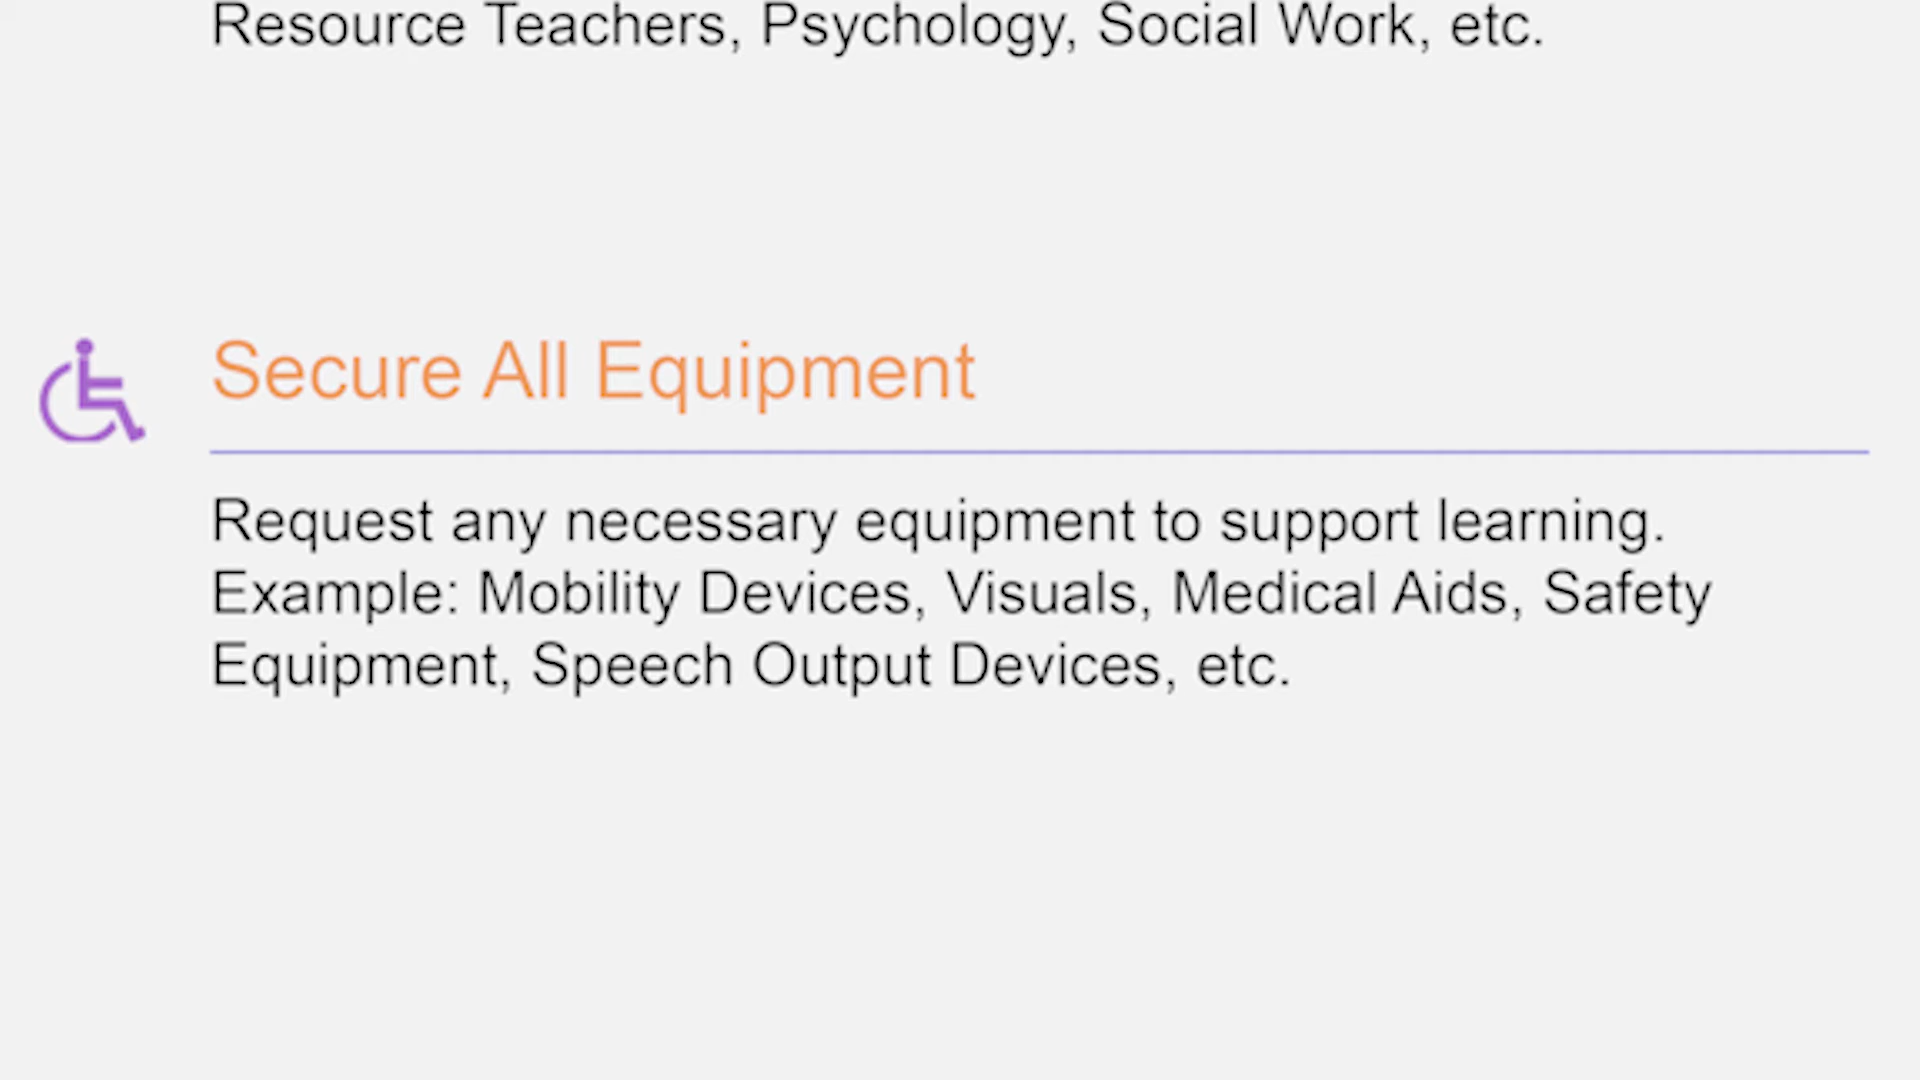 Resource Teachers, Psychology, Social Work, etc.
Secure All Equipment
Request any necessary equipment to support learning.
Example: Mobility Devices, Visuals, Medical Aids, Safety
Equipment, Speech Output Devices, etc.